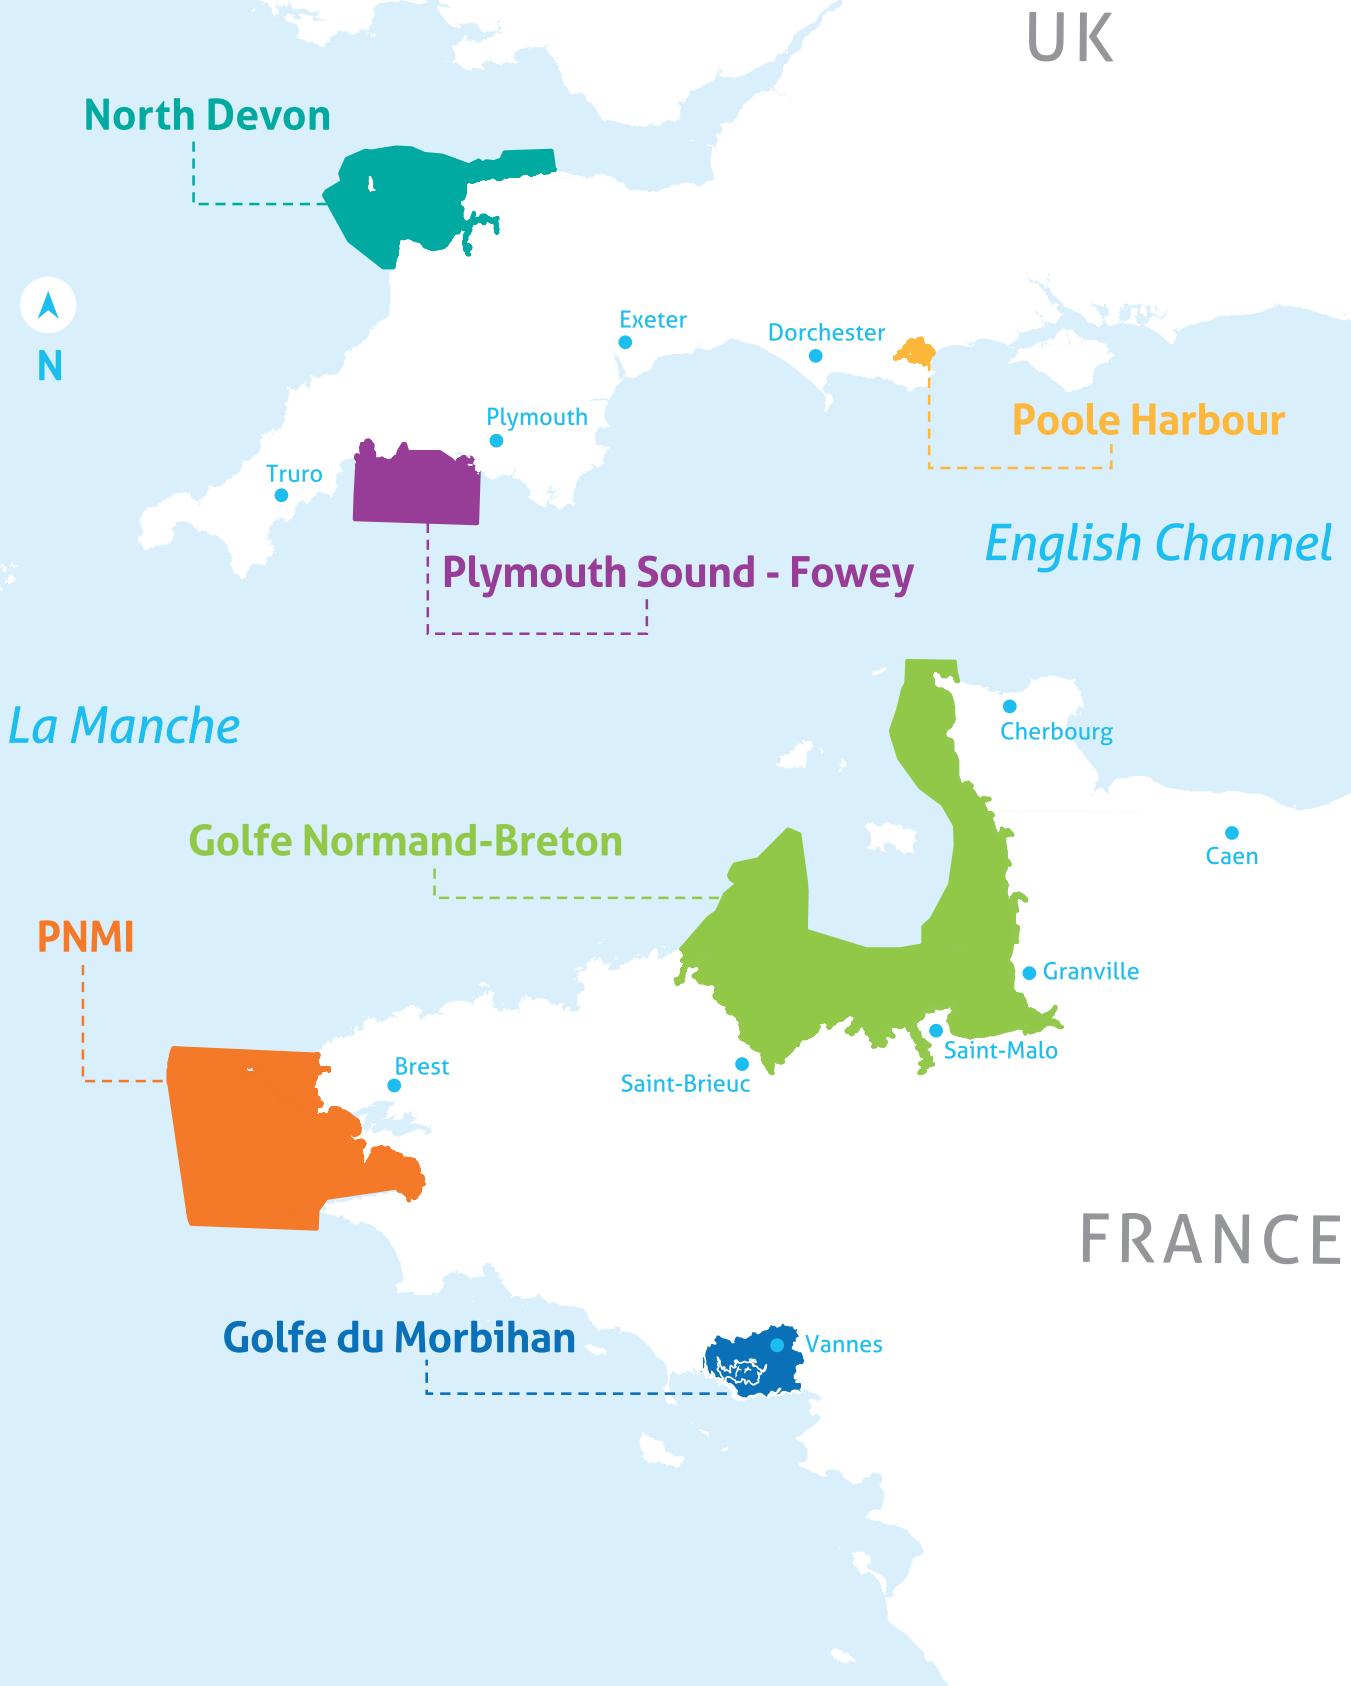 UK
North Devon
N
Exeter
Dorchester
Plymouth
Poole Harbour
Truro
English Channel
Plymouth Sound - Fowey
La Manche
Cherbourg
Golfe Normand-Breton
Caen
PNMI
Granville
Saint-Malo
Brest
Saint-Brieuc
FRANCE
Golfe du Morbihan
Vannes